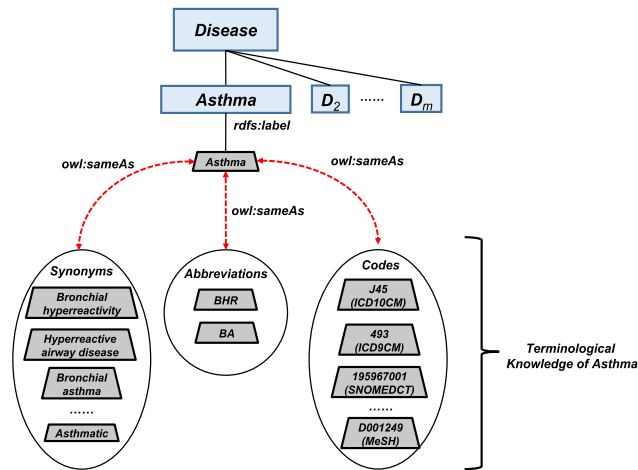 Disease
Asthma
D2
......
Dm
rdfs:label
Asthma
owl:sameAs
owl:sameAs
owl:sameAs
Synonyms
Bronchial
hyperreactivity
Hyperreactive
airway disease
Bronchial
asthma
......
Asthmatic
Abbreviations
BHR
BA
Codes
J45
(ICD10CM)
493
(ICD9CM)
195967001
(SNOMEDCT)
......
D001249
(MeSH)
Terminological
Knowledge of Asthma